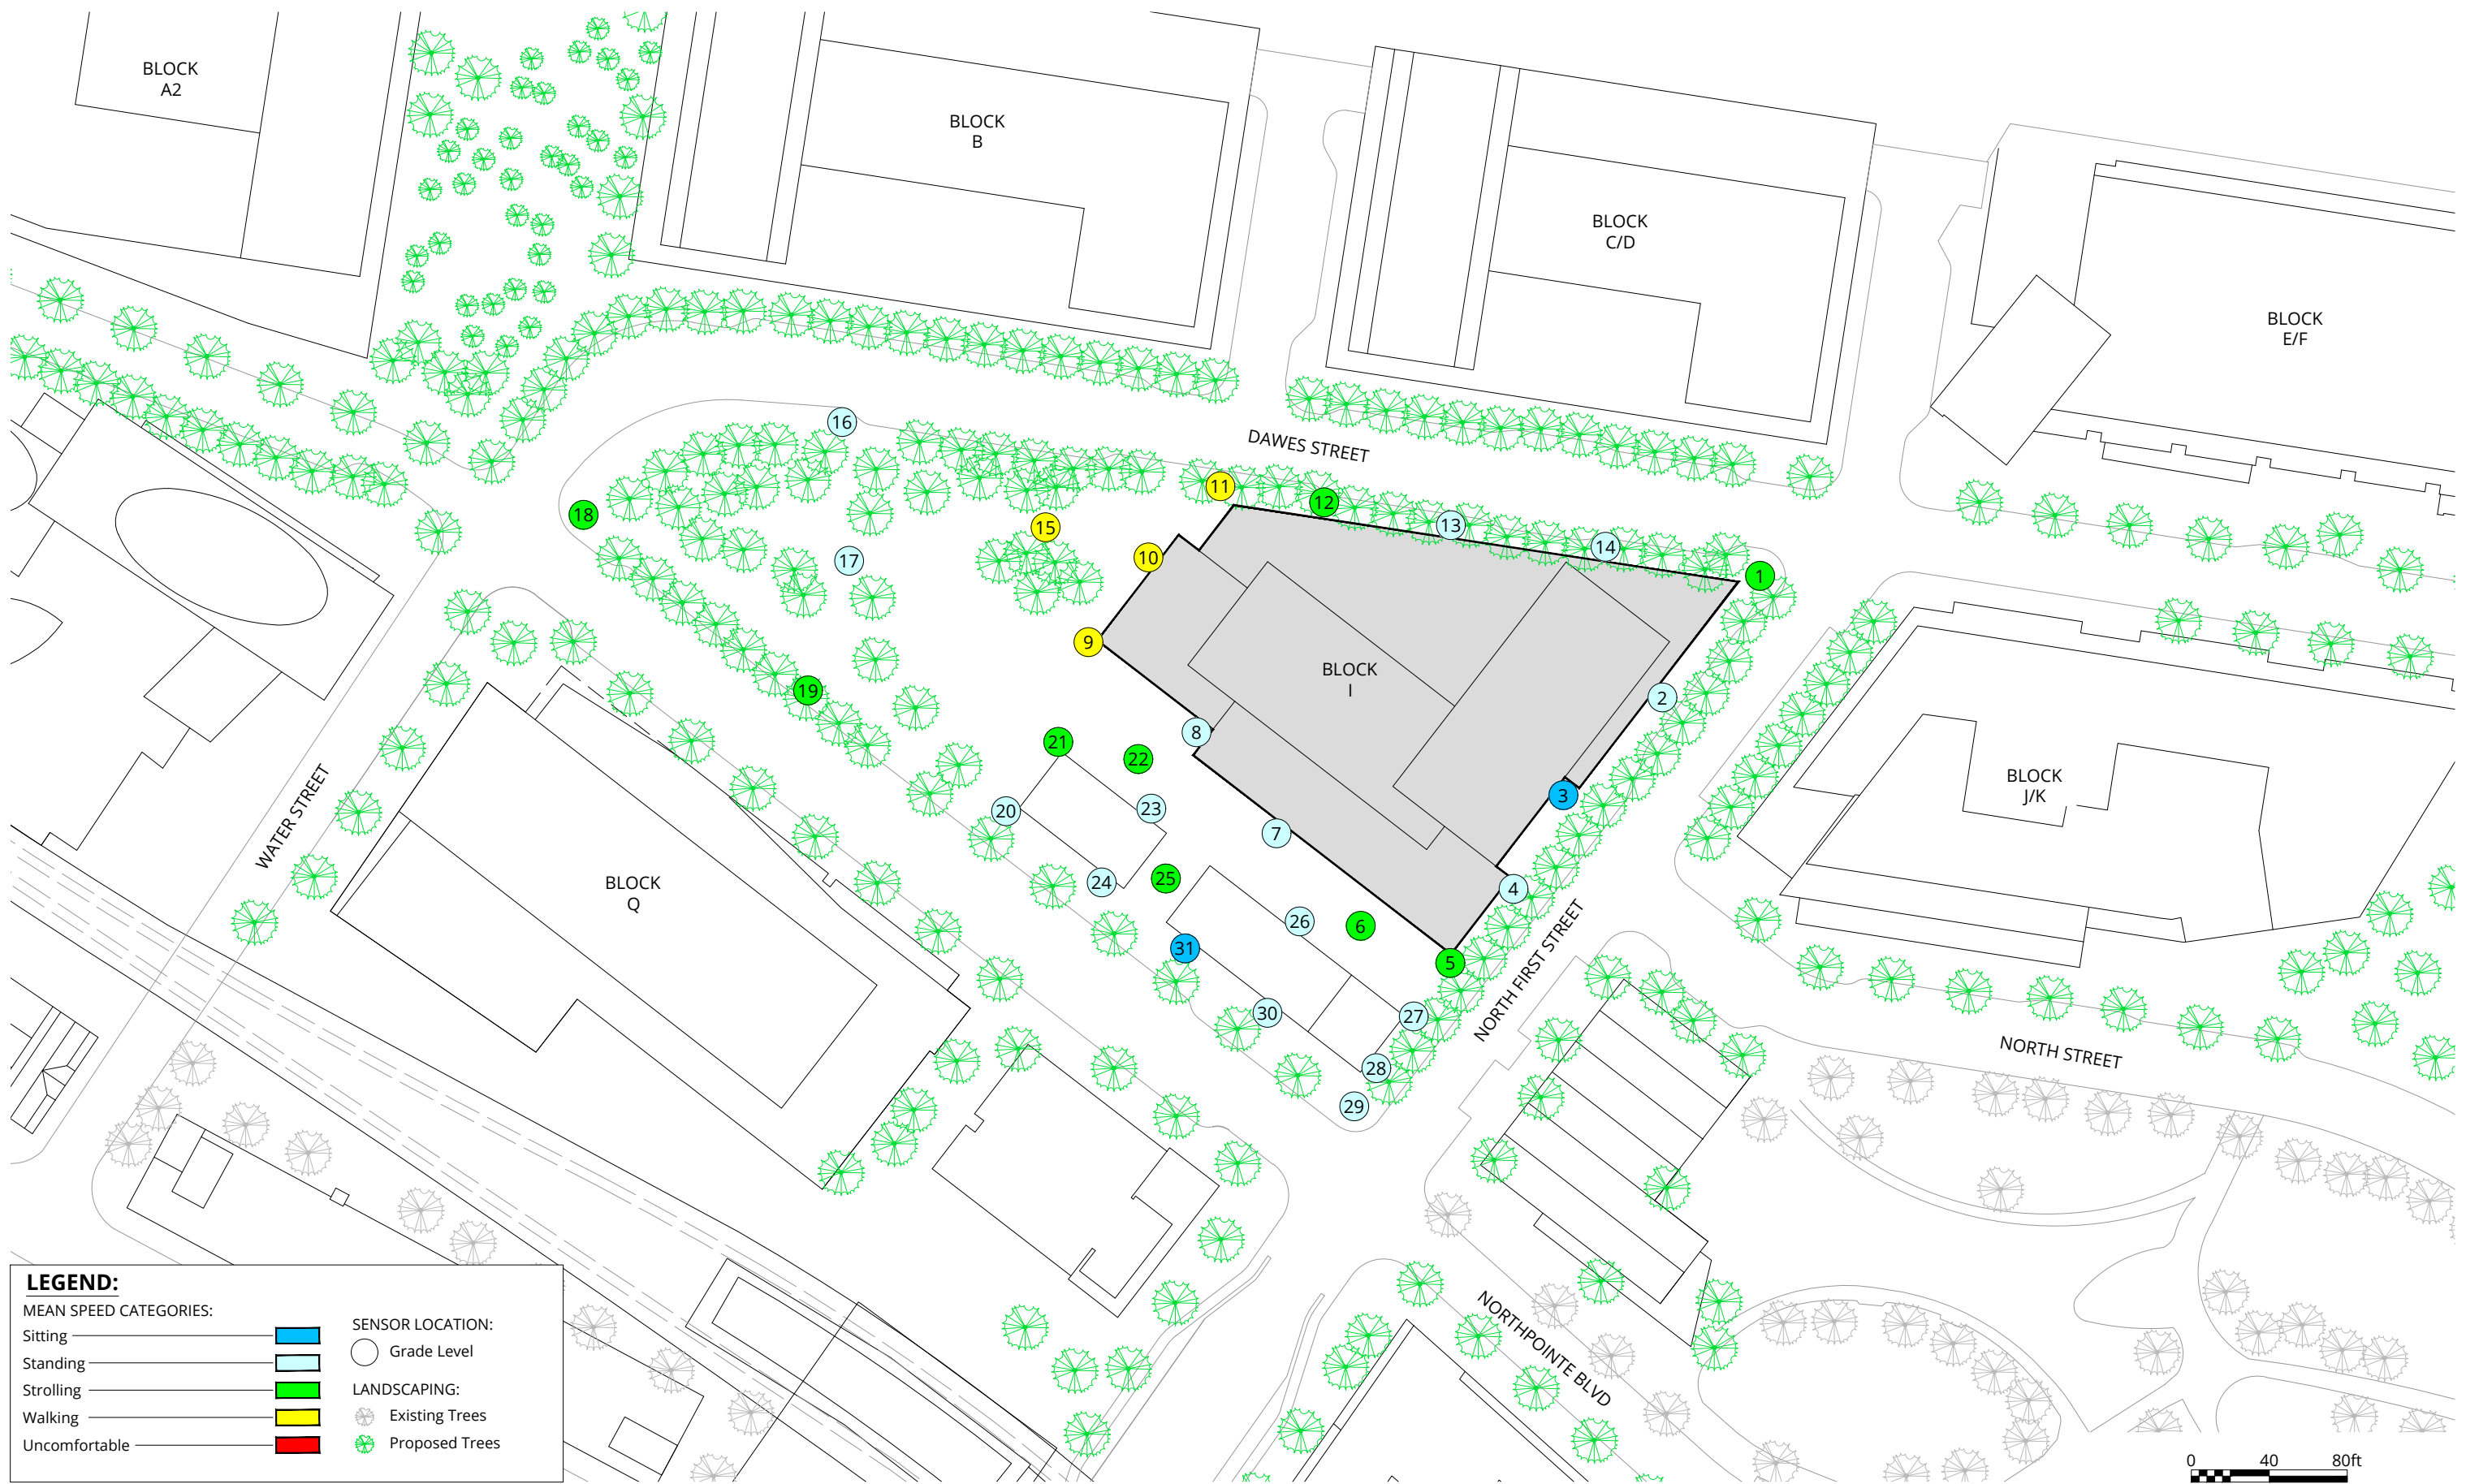 BLOCK
A2
BLOCK
B
BLOCK
C/D
BLOCK
E/F
DAWES STREET
16
11
12
13
14
15
18
17
10
1
9
BLOCK
I
19
2
8
21
22
3
BLOCK
J/K
20
23
7
WATER STREET
BLOCK
Q
24
25
4
26
6
31
5
NORTH FIRST STREET
30
27
28
29
NORTH STREET
NORTHPOINTE BLVD
LEGEND:
MEAN SPEED CATEGORIES:
Sitting
Standing
Strolling
Walking
Uncomfortable
SENSOR LOCATION:
Grade Level
LANDSCAPING:
Existing Trees
Proposed Trees
0 40 80ft